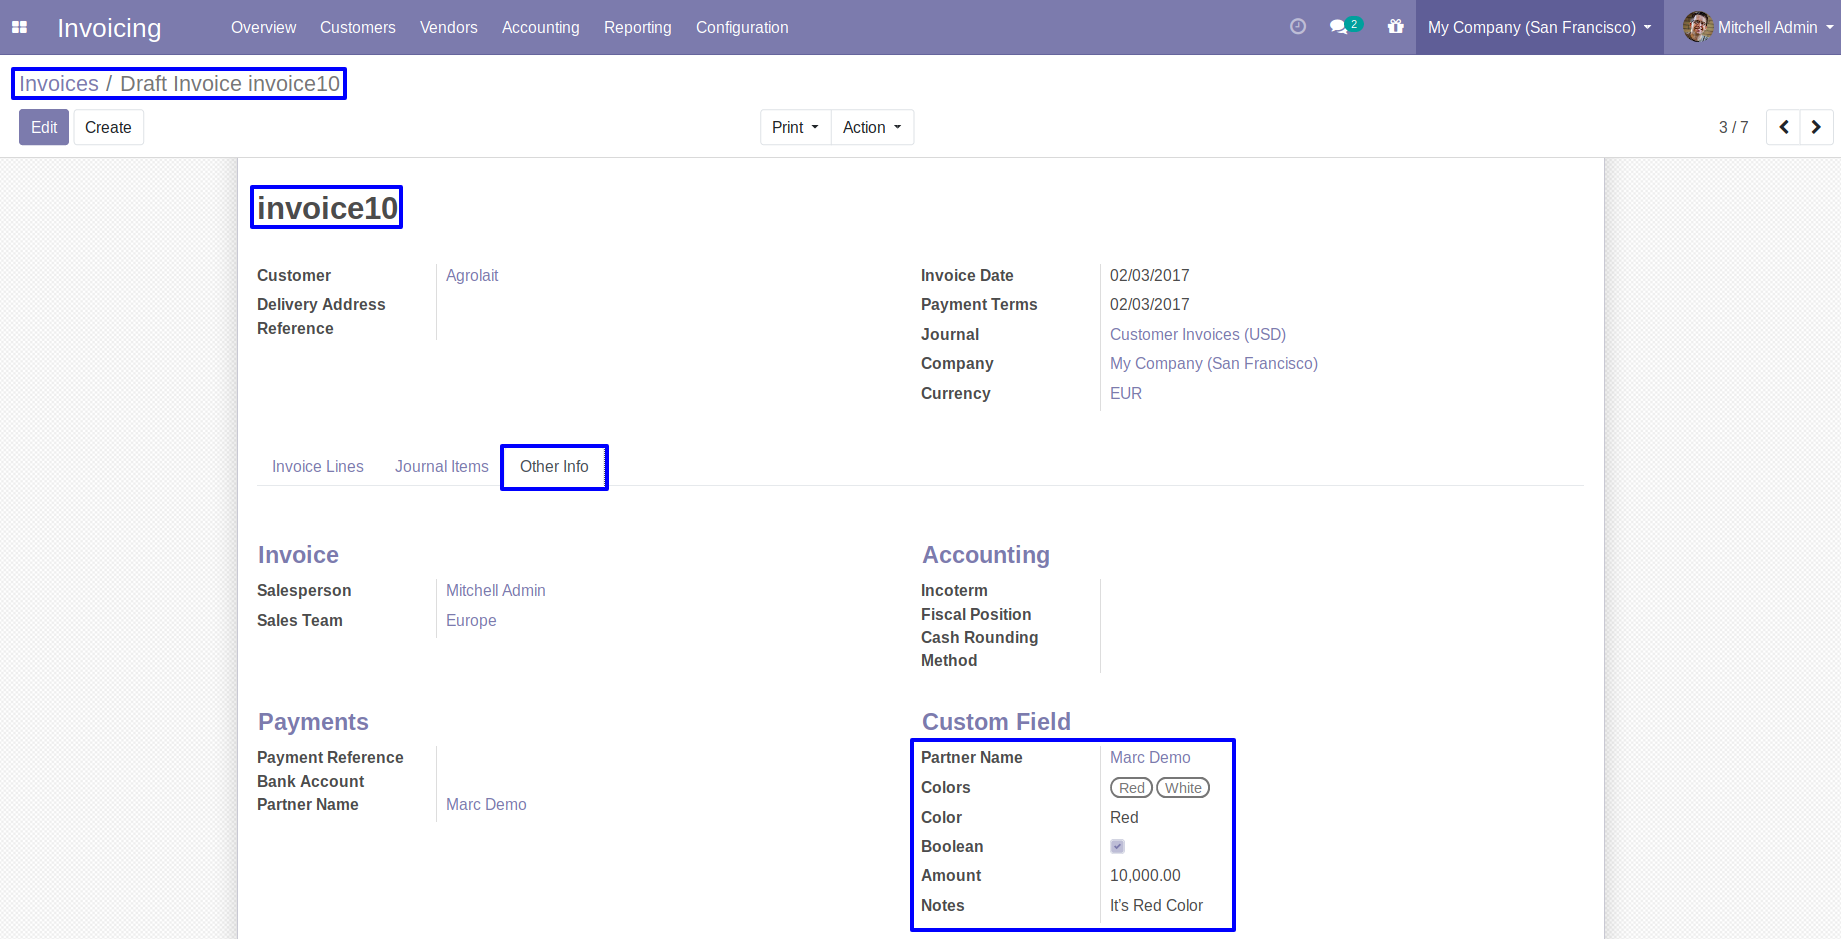 Invoicing Overview Customers Vendors Accounting Reporting Configuration 2 My Company (San Francisco) Mitchell Admin
Invoices / Draft Invoice invoice10
Edit Create Print Action 3 / 7
invoice10
Customer Agrolait
Delivery Address
Reference
Invoice Date 02/03/2017
Payment Terms 02/03/2017
Journal Customer Invoices (USD)
Company My Company (San Francisco)
Currency EUR
Invoice Lines Journal Items Other Info
Invoice
Salesperson Mitchell Admin
Sales Team Europe
Accounting
Incoterm
Fiscal Position
Cash Rounding
Method
Payments
Payment Reference
Bank Account
Partner Name Marc Demo
Custom Field
Partner Name Marc Demo
Colors Red White
Color Red
Boolean
Amount 10,000.00
Notes It's Red Color